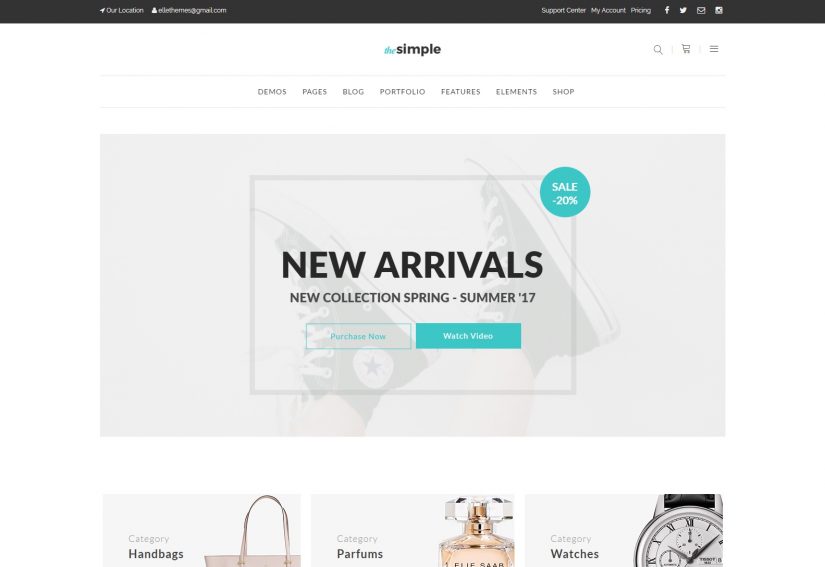 Our Location ellethemes@gmail.com Support Center My Account Pricing
the simple
DEMOS PAGES BLOG PORTFOLIO FEATURES ELEMENTS SHOP
SALE
-20%
NEW ARRIVALS
NEW COLLECTION SPRING - SUMMER '17
Purchase Now Watch Video
Category Category Category
Handbags Parfums Watches
ELIE SAAB
TISSOT